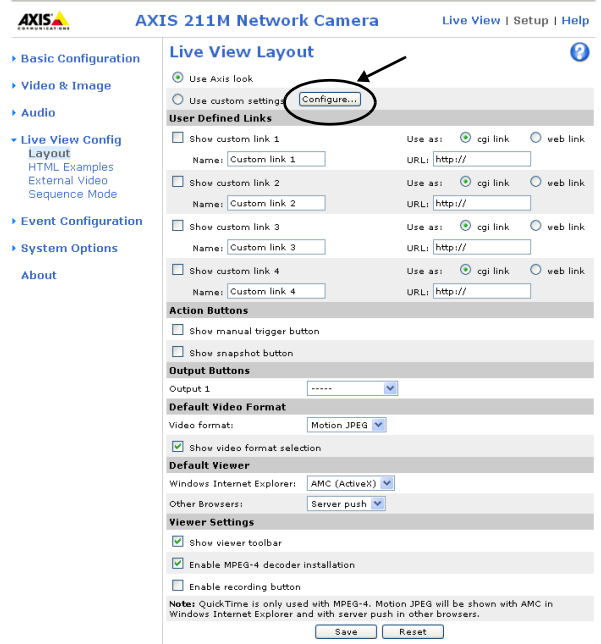 AXIS COMMUNICATIONS
AXIS 211M Network Camera
Live View | Setup | Help
Basic Configuration
Video & Image
Audio
Live View Config
Layout
HTML Examples
External Video
Sequence Mode
Event Configuration
System Options
About
Live View Layout
?
Use Axis look
Use custom settings Configure...
User Defined Links
Show custom link 1 Use as: cgi link web link
Name: Custom link 1 URL: http://
Show custom link 2 Use as: cgi link web link
Name: Custom link 2 URL: http://
Show custom link 3 Use as: cgi link web link
Name: Custom link 3 URL: http://
Show custom link 4 Use as: cgi link web link
Name: Custom link 4 URL: http://
Action Buttons
Show manual trigger button
Show snapshot button
Output Buttons
Output 1 -----
Default Video Format
Video format: Motion JPEG
Show video format selection
Default Viewer
Windows Internet Explorer: AMC (ActiveX)
Other Browsers: Server push
Viewer Settings
Show viewer toolbar
Enable MPEG-4 decoder installation
Enable recording button
Note: QuickTime is only used with MPEG-4. Motion JPEG will be shown with AMC in
Windows Internet Explorer and with server push in other browsers.
Save Reset